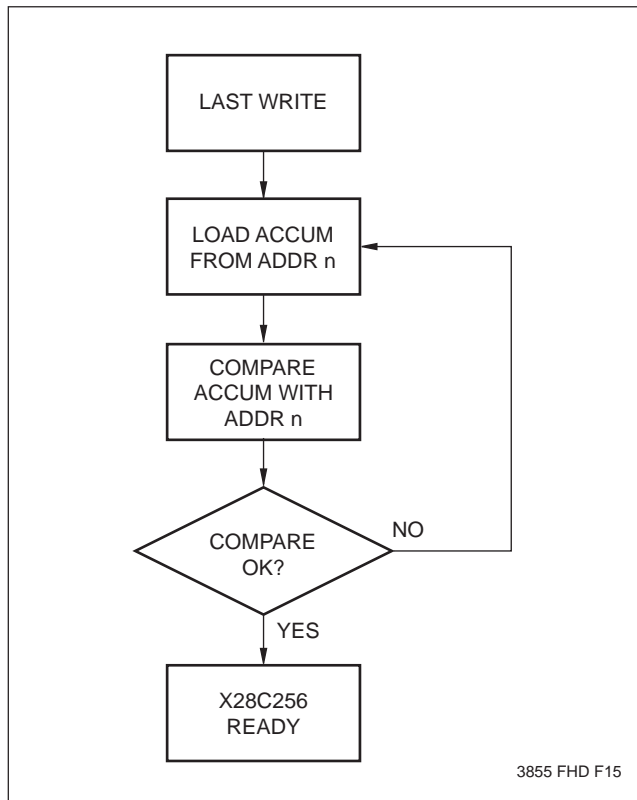 LAST WRITE
LOAD ACCUM
FROM ADDR n
COMPARE
ACCUM WITH
ADDR n
COMPARE
OK?
NO
YES
X28C256
READY
3855 FHD F15